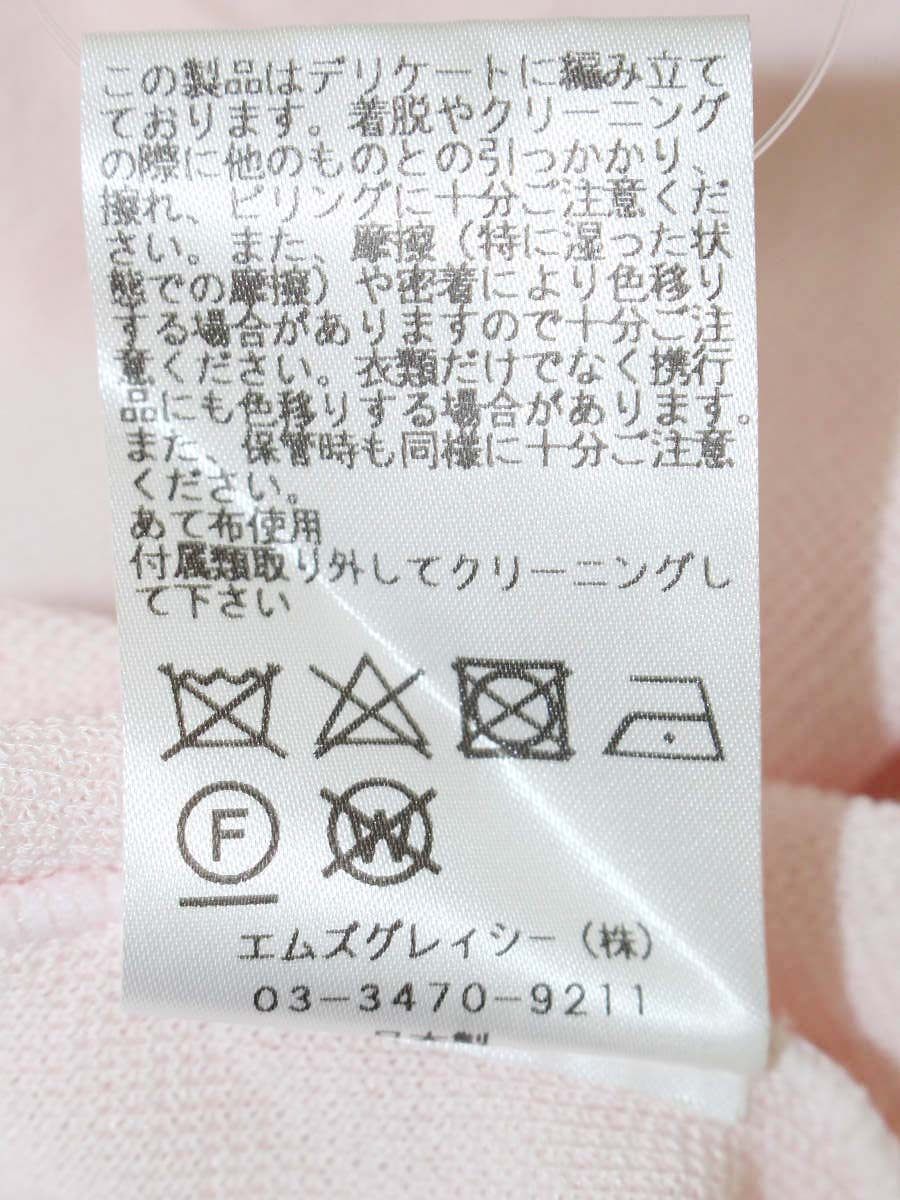 この製品はデリケートに編み立て
ております。着脱やクリーニング
の際に他のものとの引っかかり、
擦れ、ピリングに十分ご注意くだ
さい。また、摩擦（特に湿った状
態での摩擦）や密着により色移り
する場合がありますので十分ご注
意ください。衣類だけでなく携行
品にも色移りする場合があります。
また、保管時も同様に十分ご注意
ください。
あて布使用
付属類取り外してクリーニングし
て下さい
F W
エムズグレイシー（株）
03-3470-9211
日本製